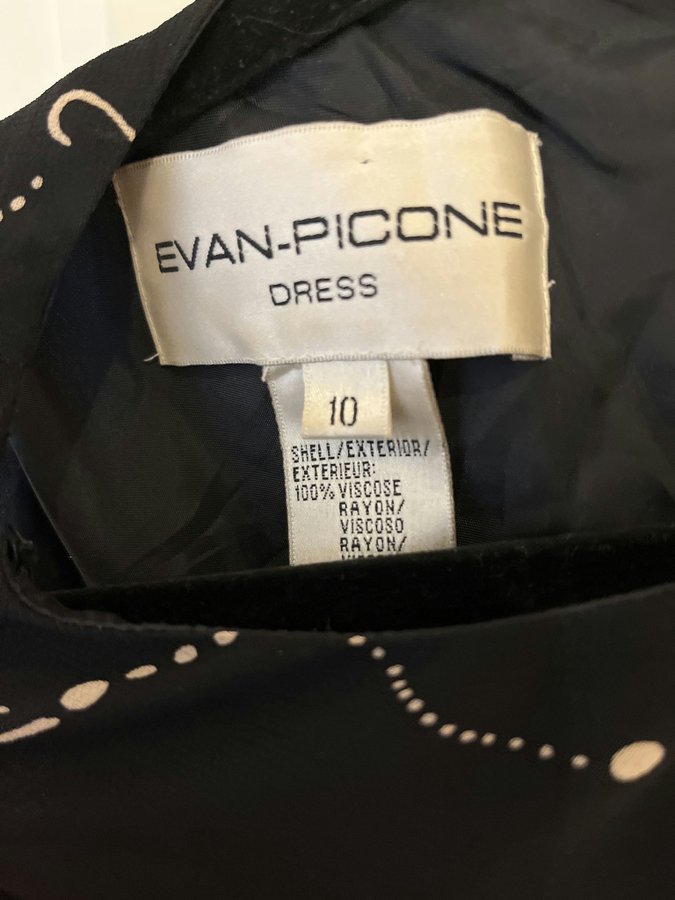 EVAN-PICONE
DRESS
10
SHELL/EXTERIOR/
EXTERIEUR:
100% VISCOSE
RAYON/
VISCOSO
RAYON/